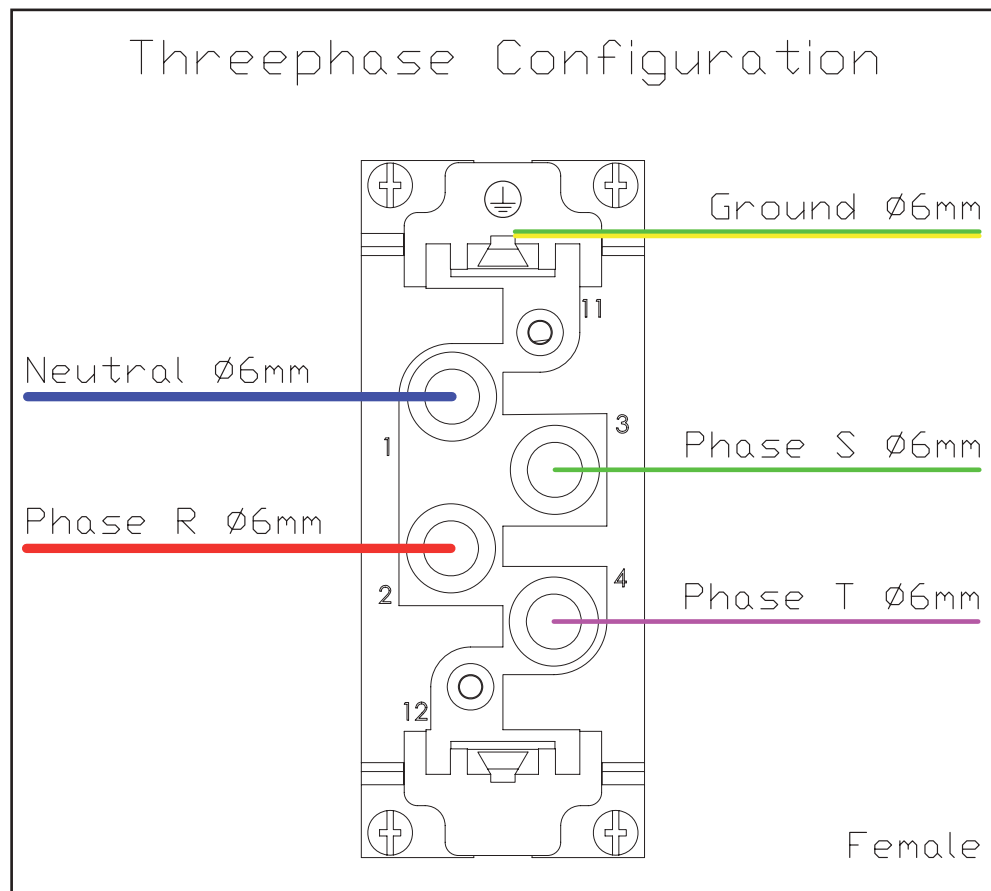 Threephase Configuration
Ground Ø6mm
11
Neutral Ø6mm
3
1
Phase S Ø6mm
Phase R Ø6mm
4
2
Phase T Ø6mm
12
Female